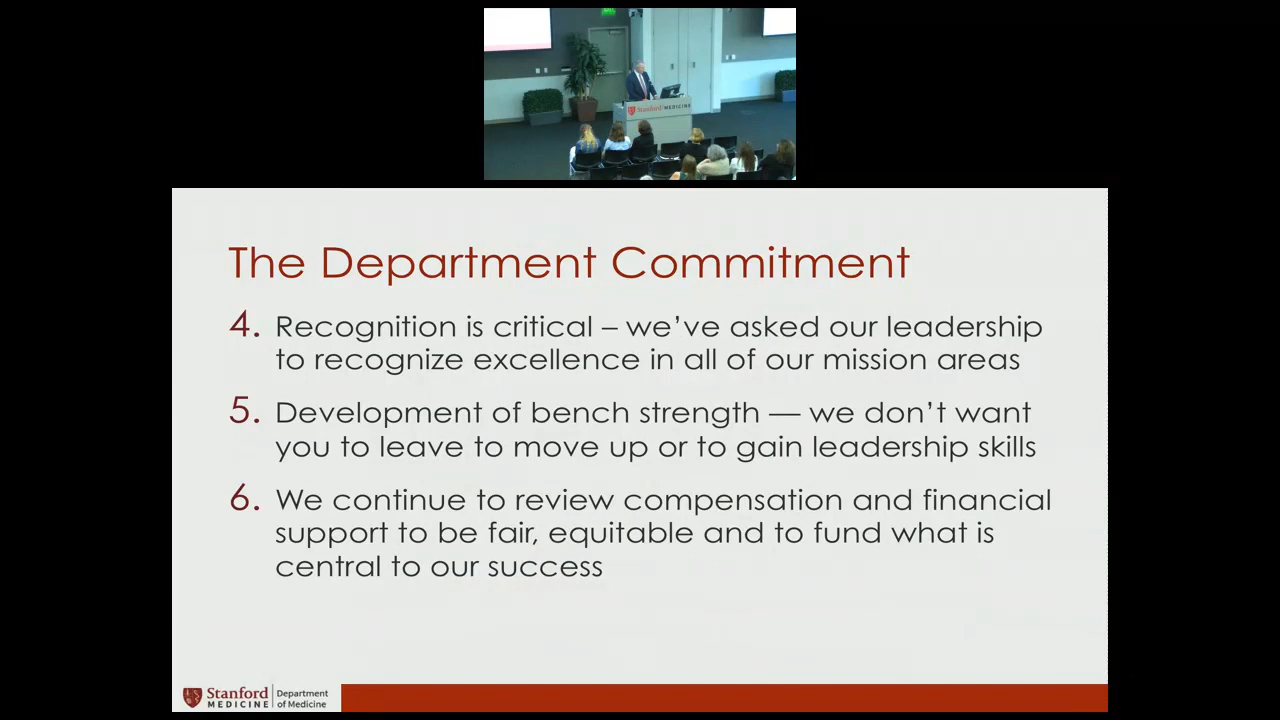 Stanford MEDICINE
The Department Commitment
4. Recognition is critical – we’ve asked our leadership
to recognize excellence in all of our mission areas
5. Development of bench strength — we don’t want
you to leave to move up or to gain leadership skills
6. We continue to review compensation and financial
support to be fair, equitable and to fund what is
central to our success
Stanford
MEDICINE
Department
of Medicine